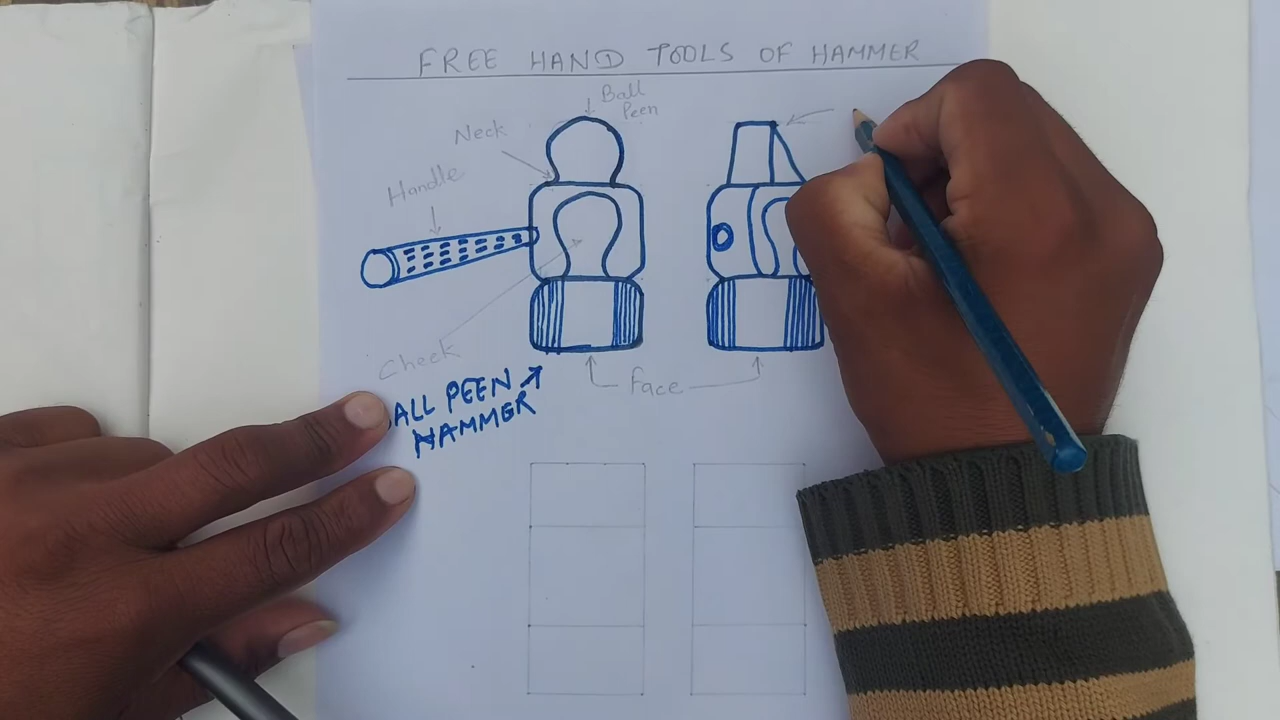 FREE HAND TOOLS OF HAMMER
Ball
Peen
Neck
Handle
Cheek
ALL PEEN
HAMMER
Face